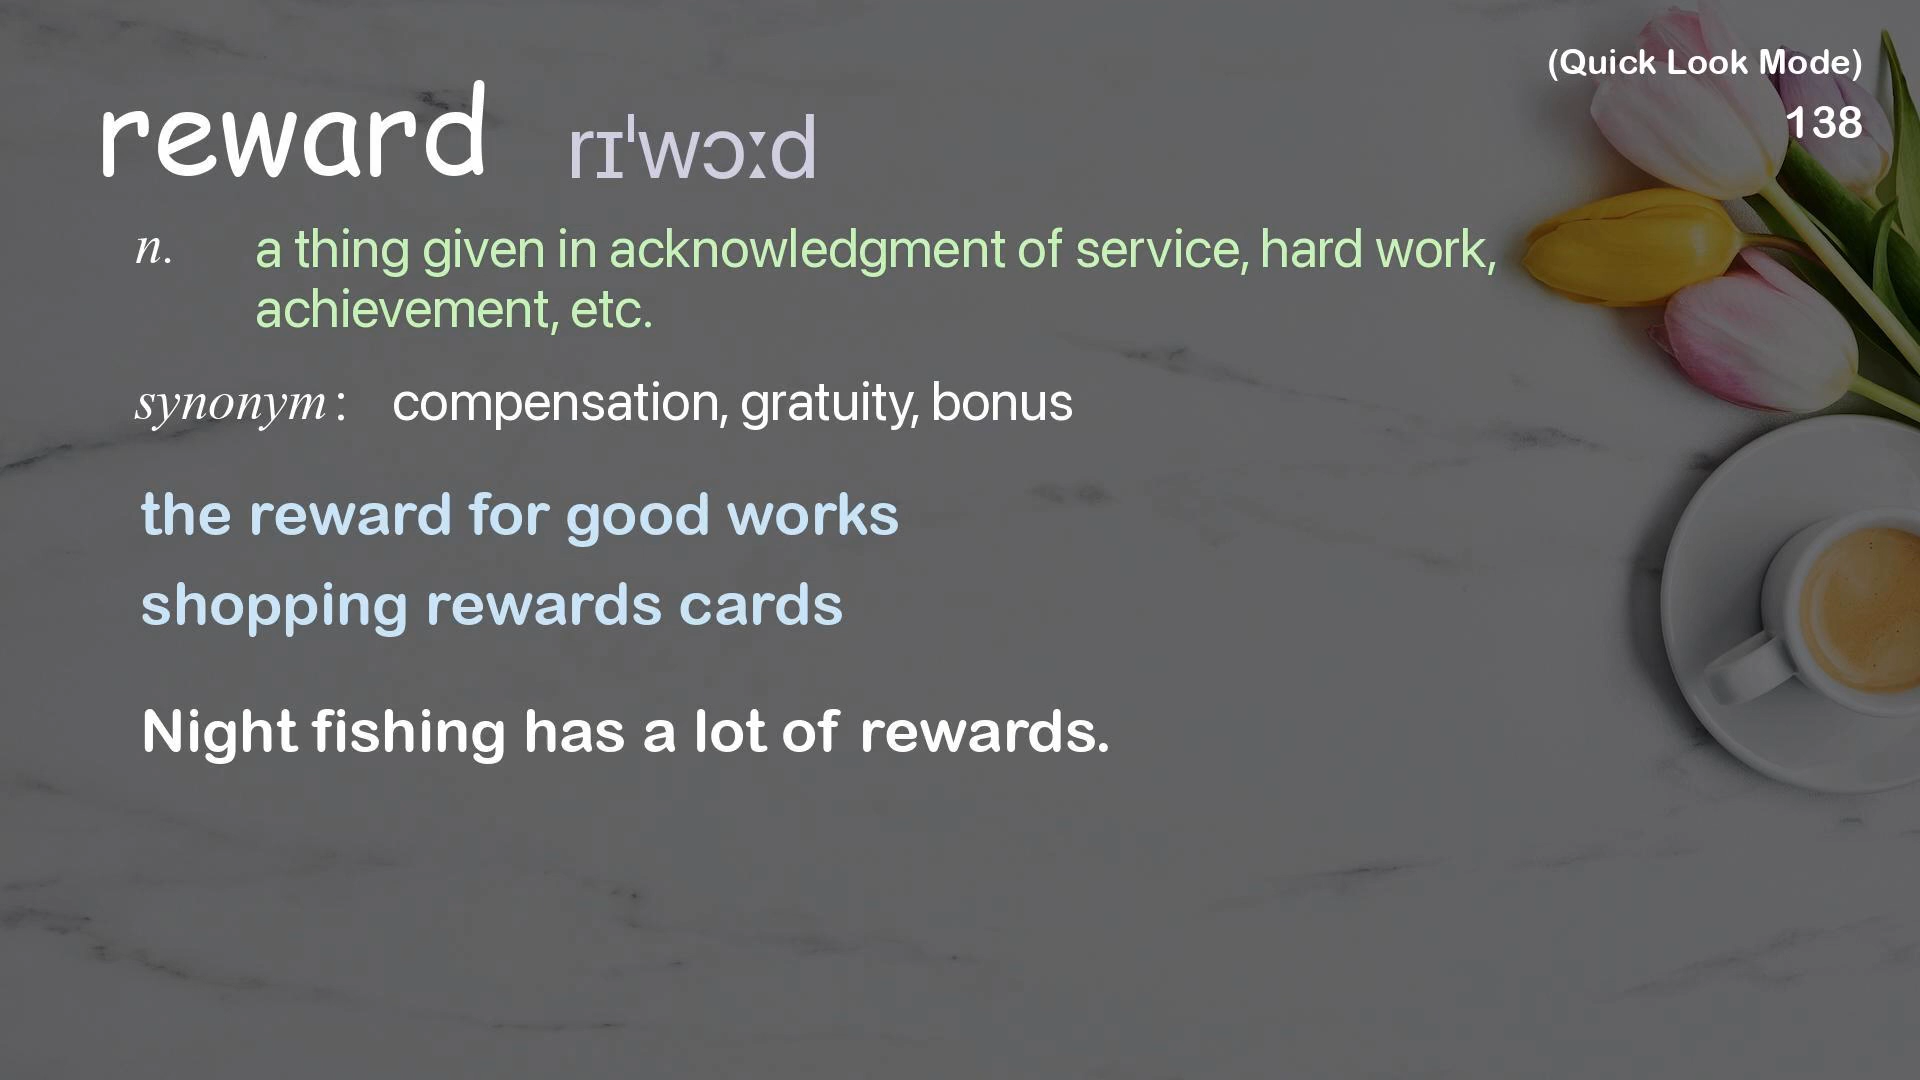 (Quick Look Mode)
138
reward rɪˈwɔːd
n. a thing given in acknowledgment of service, hard work,
achievement, etc.
synonym: compensation, gratuity, bonus
the reward for good works
shopping rewards cards
Night fishing has a lot of rewards.